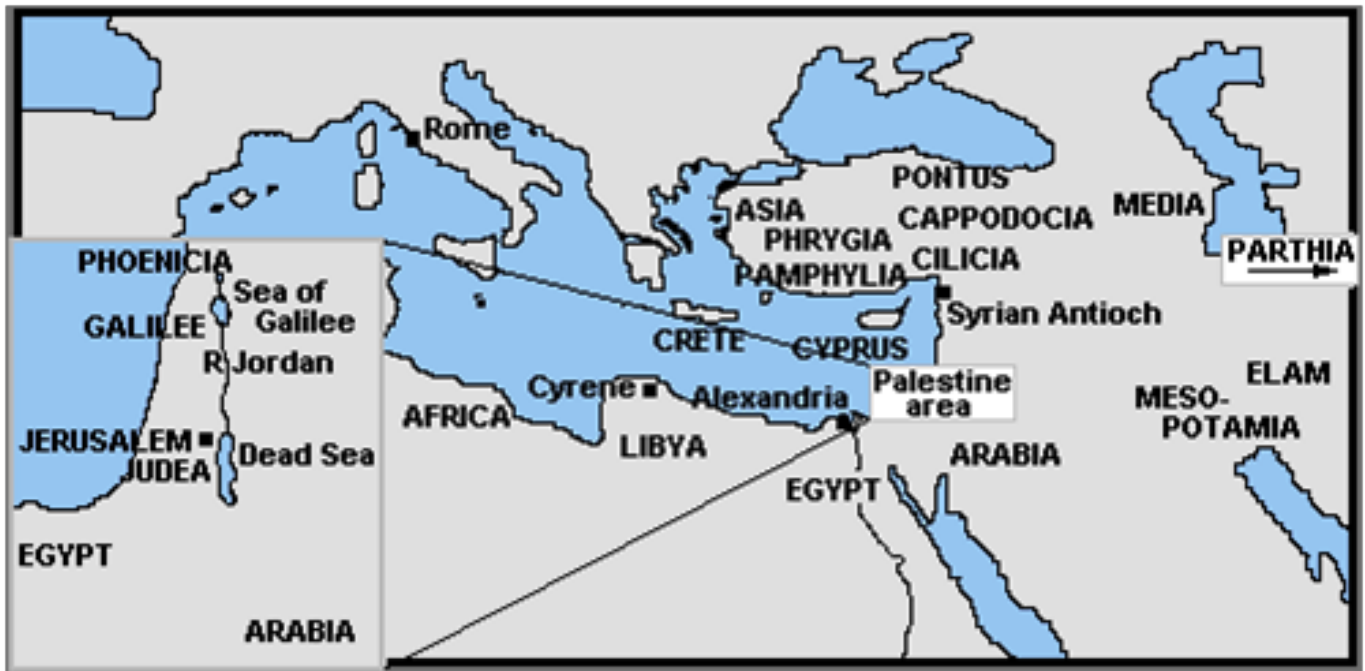 Rome
PONTUS
ASIA
CAPPODOCIA
MEDIA
PHRYGIA
PARTHIA
CILICIA
PAMPHYLIA
Syrian Antioch
CRETE
CYPRUS
Palestine
area
ELAM
Cyrene
Alexandria
MESO-
POTAMIA
AFRICA
LIBYA
ARABIA
EGYPT
PHOENICIA
Sea of
Galilee
GALILEE
R Jordan
JERUSALEM
Dead Sea
JUDEA
EGYPT
ARABIA